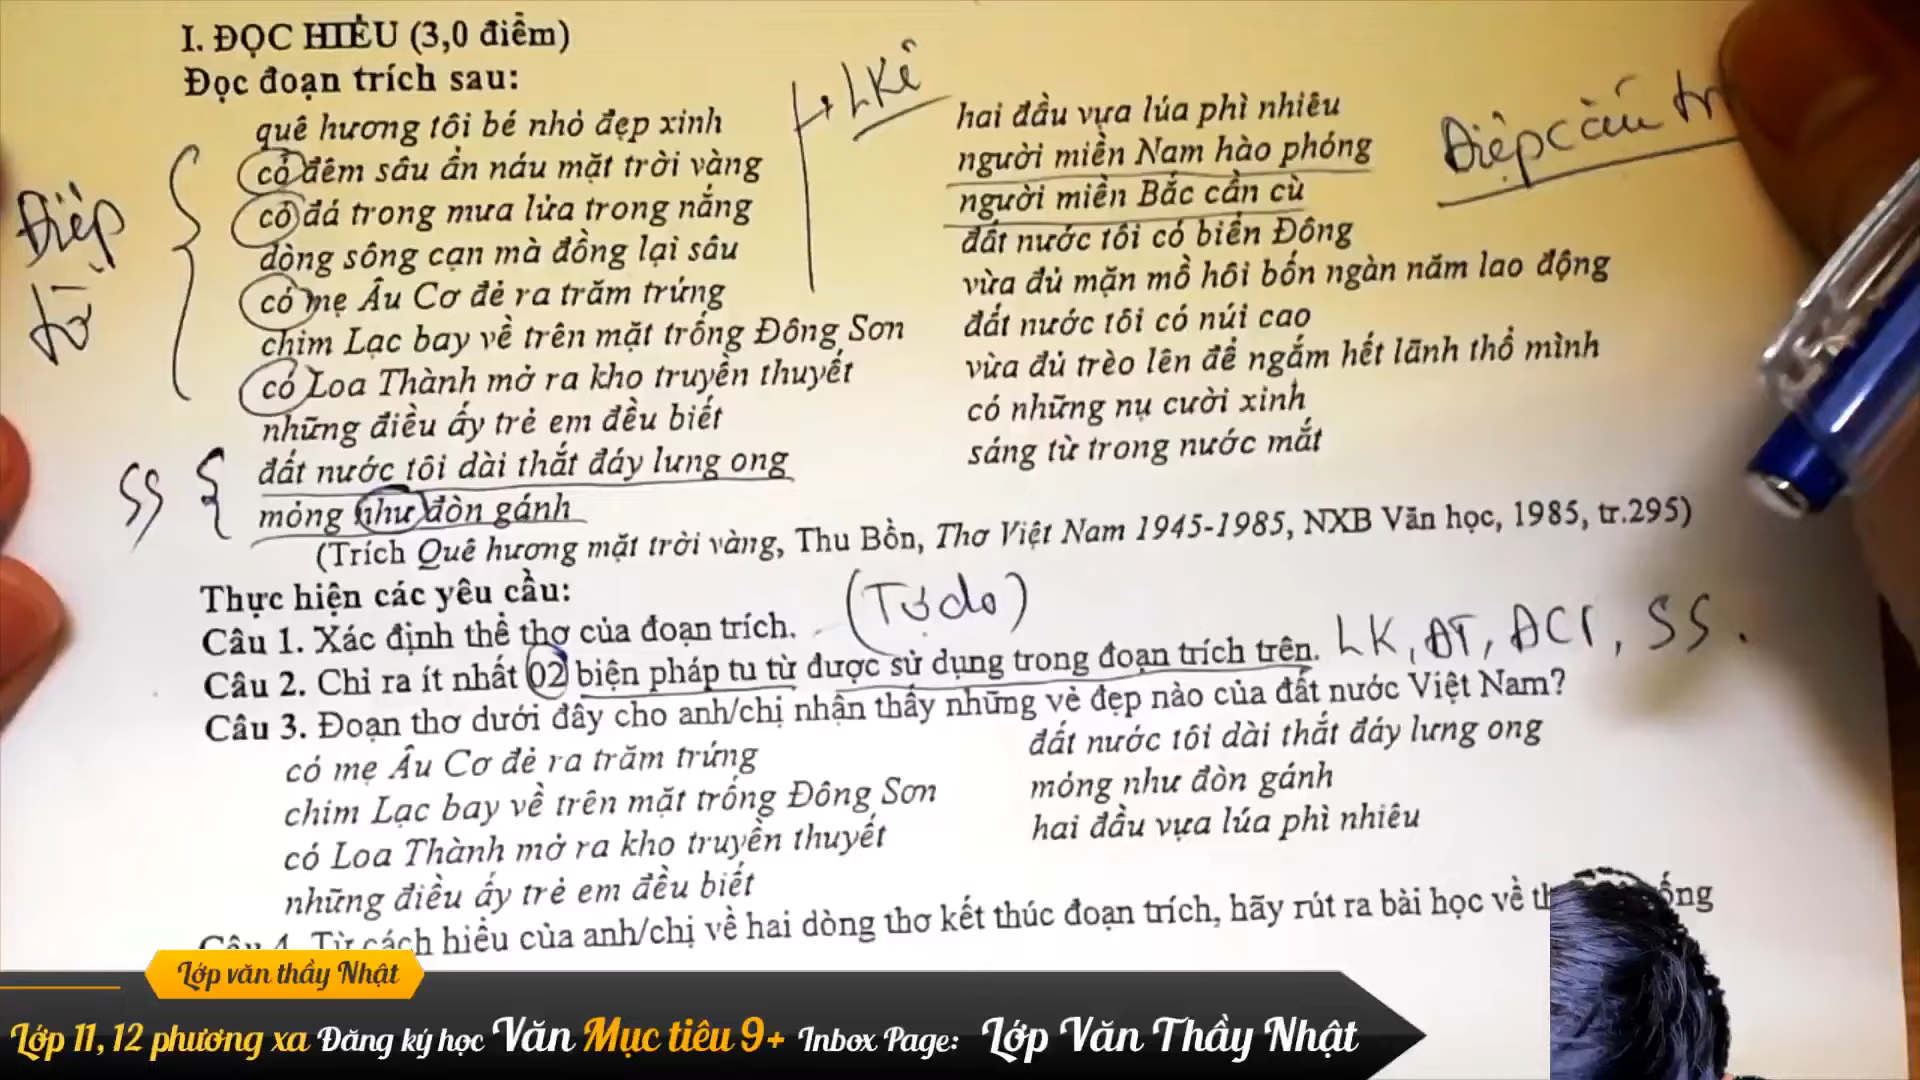 I. ĐỌC HIỂU (3,0 điểm)
Đọc đoạn trích sau:
quê hương tôi bé nhỏ đẹp xinh
có đêm sâu ẩn náu mặt trời vàng
có đá trong mưa lửa trong nắng
dòng sông cạn mà đồng lại sâu
có mẹ Âu Cơ đẻ ra trăm trứng
chim Lạc bay về trên mặt trống Đông Sơn
có Loa Thành mở ra kho truyền thuyết
những điều ấy trẻ em đều biết
đất nước tôi dài thắt đáy lưng ong
mỏng như đòn gánh
Điệp
từ
SS
LKê
hai đầu vựa lúa phì nhiêu
người miền Nam hào phóng
người miền Bắc cần cù
đất nước tôi có biển Đông
vừa đủ mặn mồ hôi bốn ngàn năm lao động
đất nước tôi có núi cao
vừa đủ trèo lên để ngắm hết lãnh thổ mình
có những nụ cười xinh
sáng từ trong nước mắt
Điệp cấu tr
(Trích Quê hương mặt trời vàng, Thu Bồn, Thơ Việt Nam 1945-1985, NXB Văn học, 1985, tr.295)
Thực hiện các yêu cầu:
Câu 1. Xác định thể thơ của đoạn trích. (Tự do)
Câu 2. Chỉ ra ít nhất 02 biện pháp tu từ được sử dụng trong đoạn trích trên. LK, ĐT, ĐCT, SS.
Câu 3. Đoạn thơ dưới đây cho anh/chị nhận thấy những vẻ đẹp nào của đất nước Việt Nam?
có mẹ Âu Cơ đẻ ra trăm trứng
chim Lạc bay về trên mặt trống Đông Sơn
có Loa Thành mở ra kho truyền thuyết
những điều ấy trẻ em đều biết
đất nước tôi dài thắt đáy lưng ong
mỏng như đòn gánh
hai đầu vựa lúa phì nhiêu
Câu 4. Từ cách hiểu của anh/chị về hai dòng thơ kết thúc đoạn trích, hãy rút ra bài học về
Lớp văn thầy Nhật
Lớp 11, 12 phương xa Đăng ký học Văn Mục tiêu 9+ Inbox Page: Lớp Văn Thầy Nhật